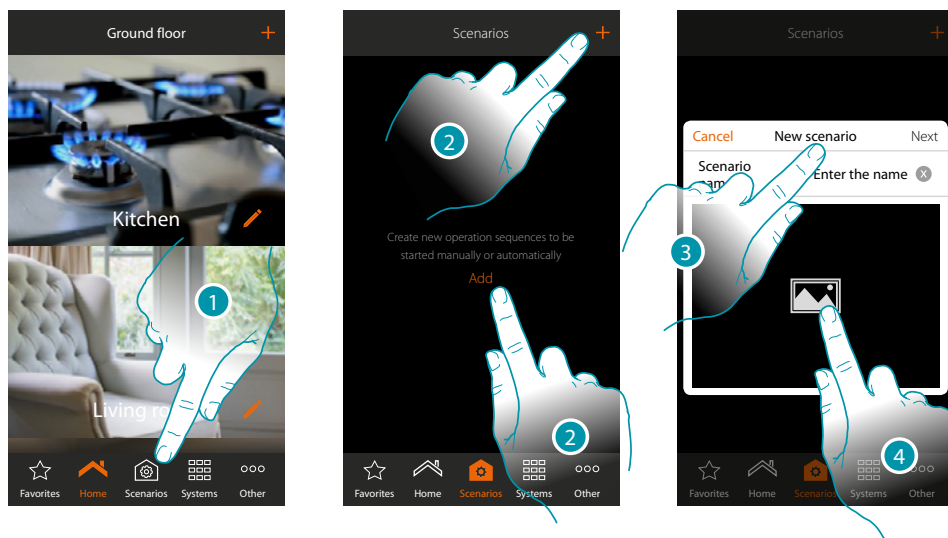 Ground floor
+
Kitchen
Living ro
1
Favorites Home Scenarios Systems Other
Scenarios
+
2
Create new operation sequences to be
started manually or automatically
Add
2
Favorites Home Scenarios Systems Other
Scenarios
+
Cancel New scenario Next
Scenario
Enter the name X
3
4
Favorites Home Scenarios Systems Other